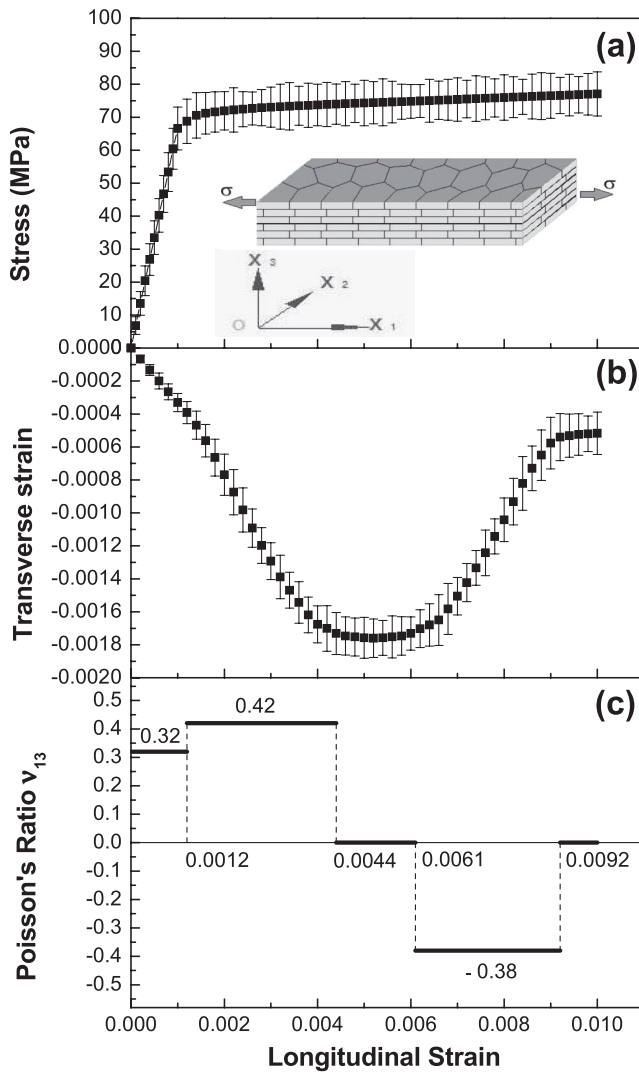 (a)
100
90
80
70
60
50
40
30
20
10
0
Stress (MPa)
σ
σ
X 3
X 2
O
X 1
(b)
0.0000
-0.0002
-0.0004
-0.0006
-0.0008
-0.0010
-0.0012
-0.0014
-0.0016
-0.0018
-0.0020
Transverse strain
(c)
0.5
0.4
0.3
0.2
0.1
0.0
-0.1
-0.2
-0.3
-0.4
-0.5
Poisson's Ratio ν13
0.32
0.42
0.0012
0.0044
0.0061
0.0092
- 0.38
0.000 0.002 0.004 0.006 0.008 0.010
Longitudinal Strain